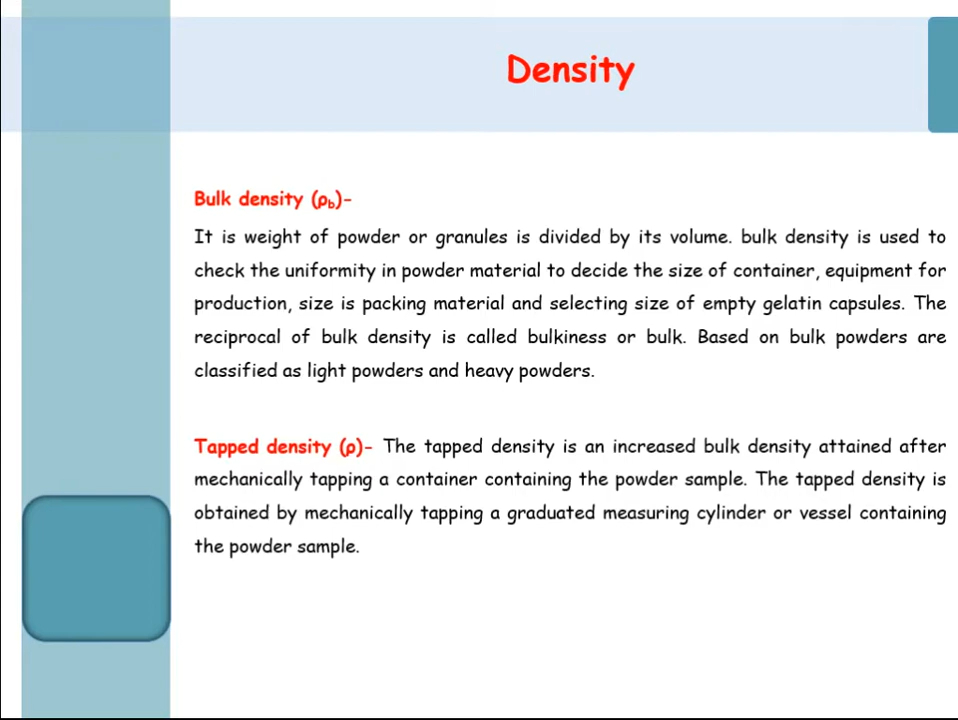 Density
Bulk density (ρb)-
It is weight of powder or granules is divided by its volume. bulk density is used to
check the uniformity in powder material to decide the size of container, equipment for
production, size is packing material and selecting size of empty gelatin capsules. The
reciprocal of bulk density is called bulkiness or bulk. Based on bulk powders are
classified as light powders and heavy powders.
Tapped density (ρ)- The tapped density is an increased bulk density attained after
mechanically tapping a container containing the powder sample. The tapped density is
obtained by mechanically tapping a graduated measuring cylinder or vessel containing
the powder sample.